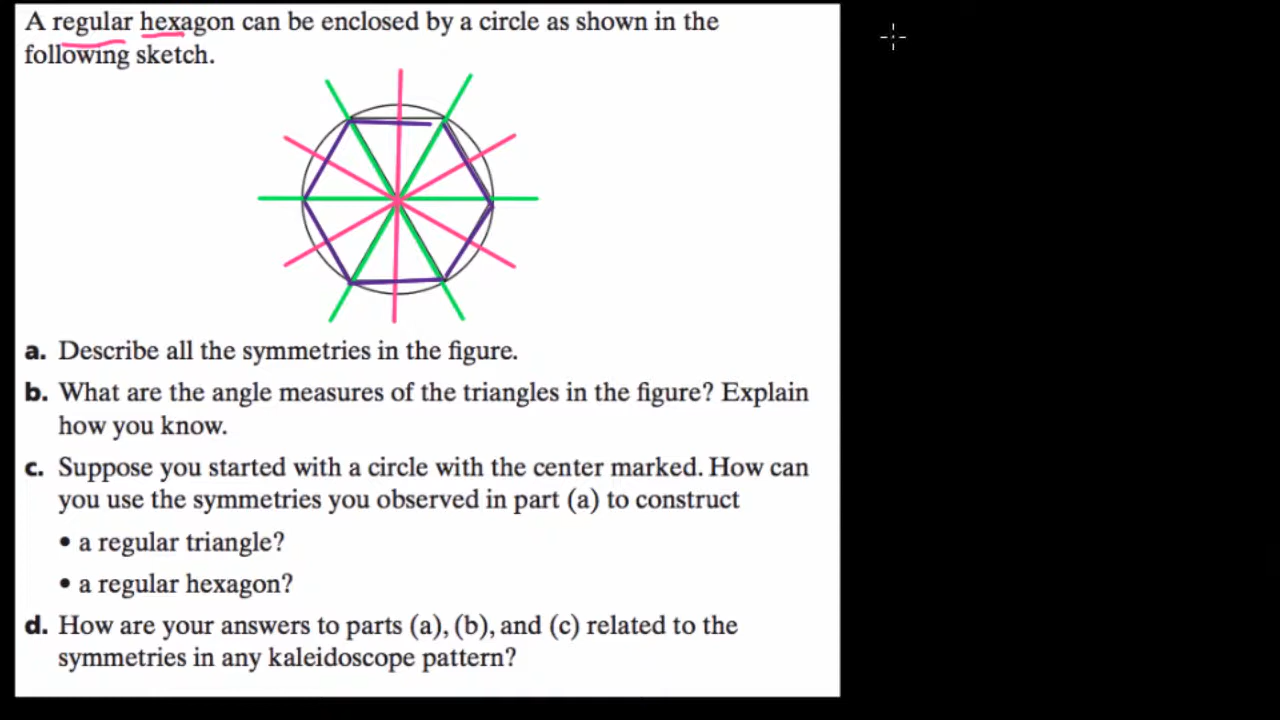 A regular hexagon can be enclosed by a circle as shown in the
following sketch.
a. Describe all the symmetries in the figure.
b. What are the angle measures of the triangles in the figure? Explain
how you know.
c. Suppose you started with a circle with the center marked. How can
you use the symmetries you observed in part (a) to construct
• a regular triangle?
• a regular hexagon?
d. How are your answers to parts (a), (b), and (c) related to the
symmetries in any kaleidoscope pattern?